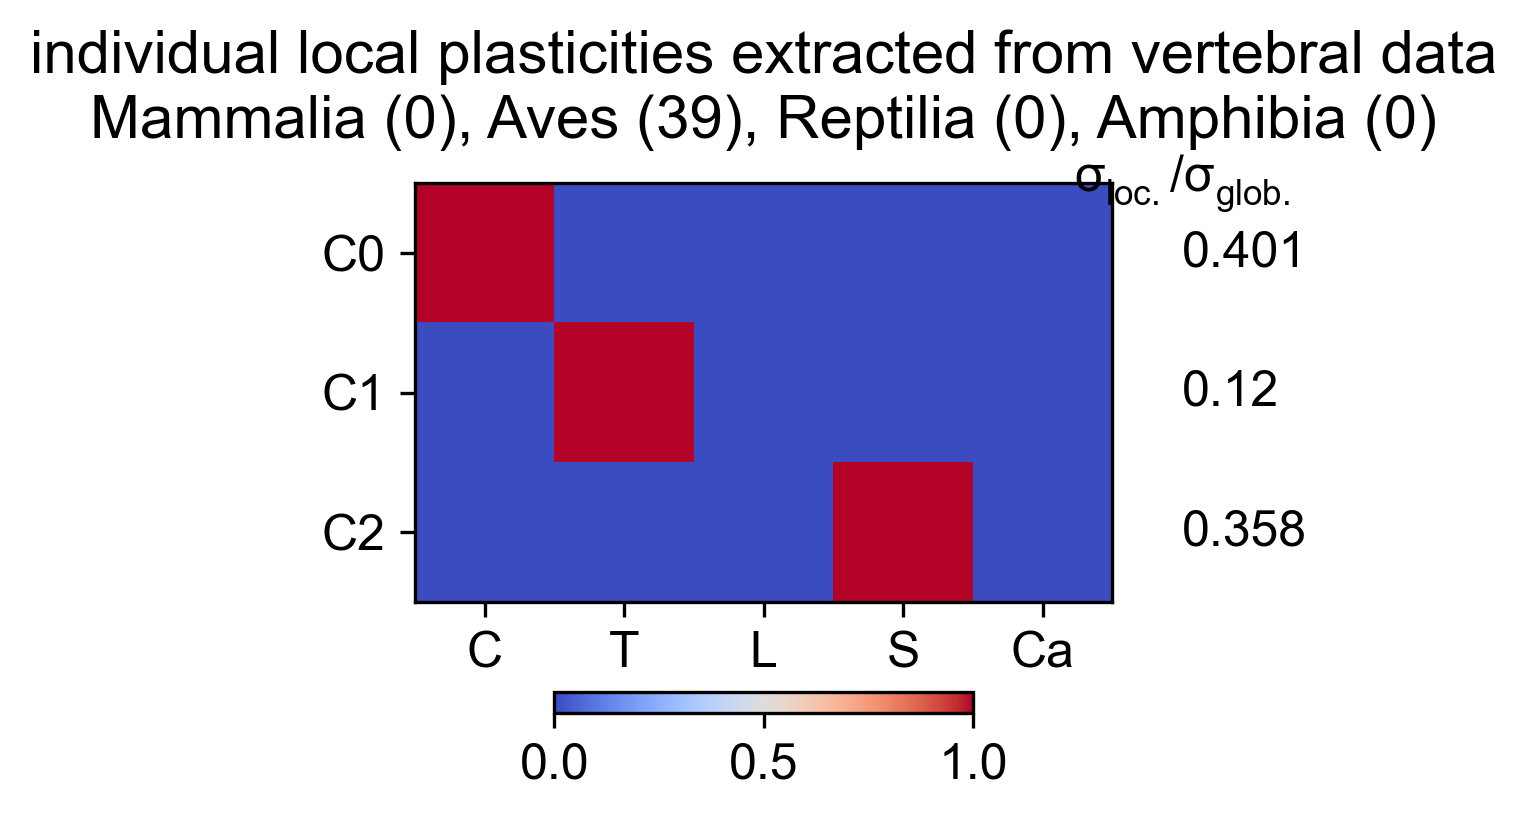 individual local plasticities extracted from vertebral data
Mammalia (0), Aves (39), Reptilia (0), Amphibia (0)
σloc. /σglob.
C0 0.401
C1 0.12
C2 0.358
C T L S Ca
0.0 0.5 1.0